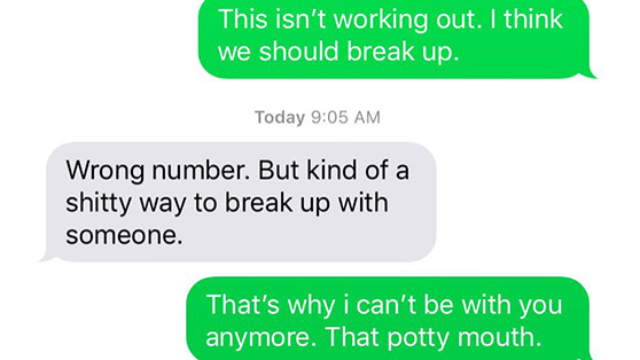 This isn’t working out. I think
we should break up.
Today 9:05 AM
Wrong number. But kind of a
shitty way to break up with
someone.
That’s why i can’t be with you
anymore. That potty mouth.